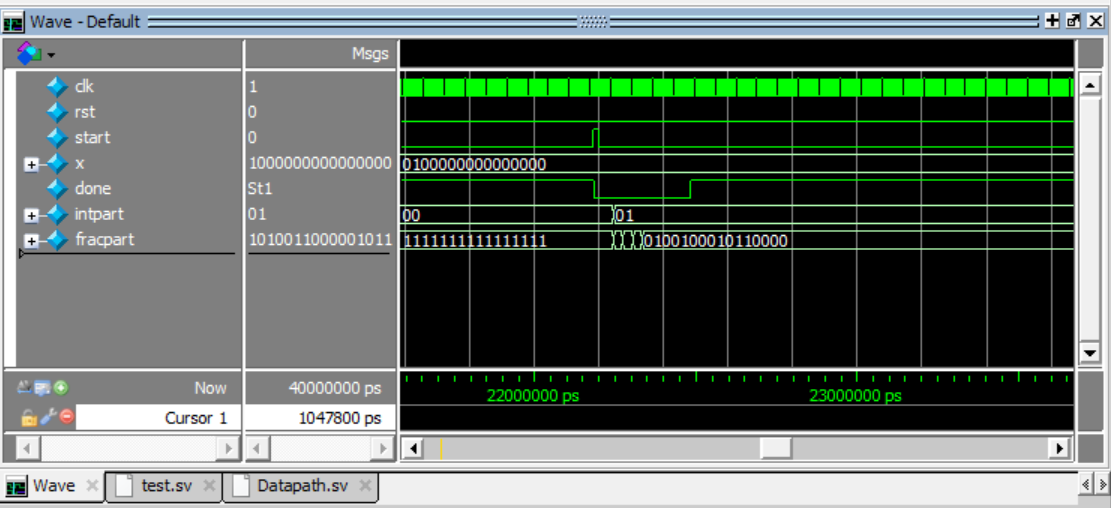 Wave - Default
Msgs
clk 1
rst 0
start 0
x 1000000000000000 0100000000000000
done St1
intpart 01 00 01
fracpart 1010011000001011 1111111111111111 0100100010110000
Now 40000000 ps 22000000 ps 23000000 ps
Cursor 1 1047800 ps
Wave test.sv Datapath.sv